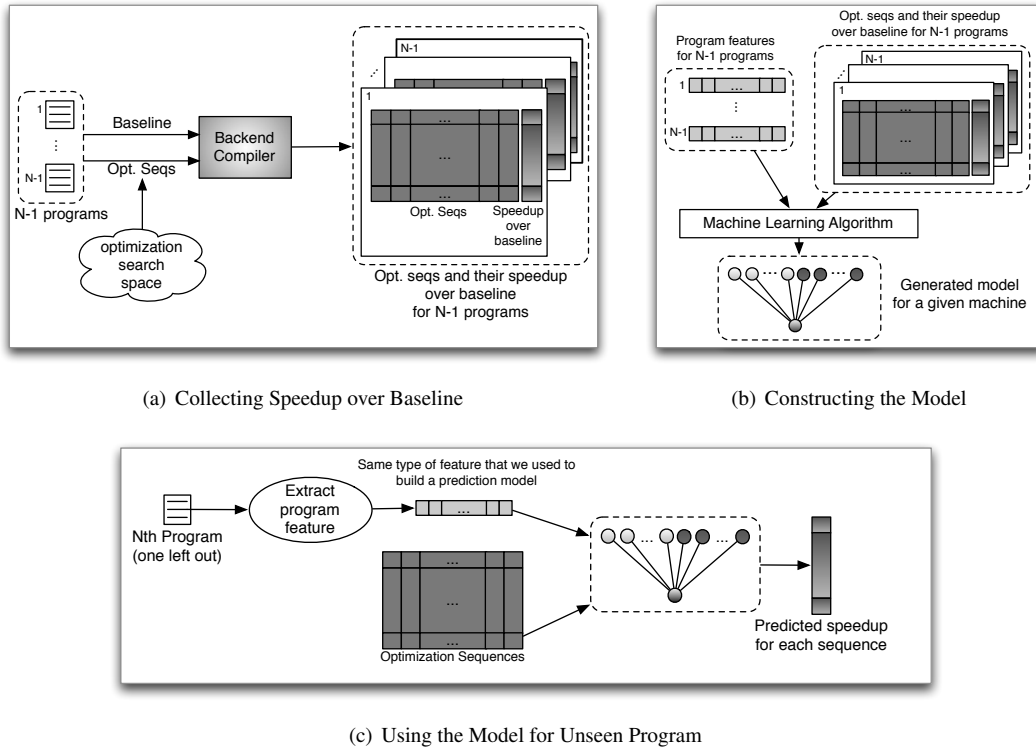 1
⋮
N-1
N-1 programs
Baseline
Opt. Seqs
optimization
search
space
Backend
Compiler
N-1
⋰
1
...
...
...
Opt. Seqs
Speedup
over
baseline
Opt. seqs and their speedup
over baseline
for N-1 programs
(a) Collecting Speedup over Baseline
Program features
for N-1 programs
1
...
⋮
N-1
...
Opt. seqs and their speedup
over baseline for N-1 programs
N-1
⋰
1
...
...
...
Machine Learning Algorithm
...
...
Generated model
for a given machine
(b) Constructing the Model
Nth Program
(one left out)
Extract
program
feature
Same type of feature that we used to
build a prediction model
...
...
...
...
Optimization Sequences
...
...
Predicted speedup
for each sequence
(c) Using the Model for Unseen Program